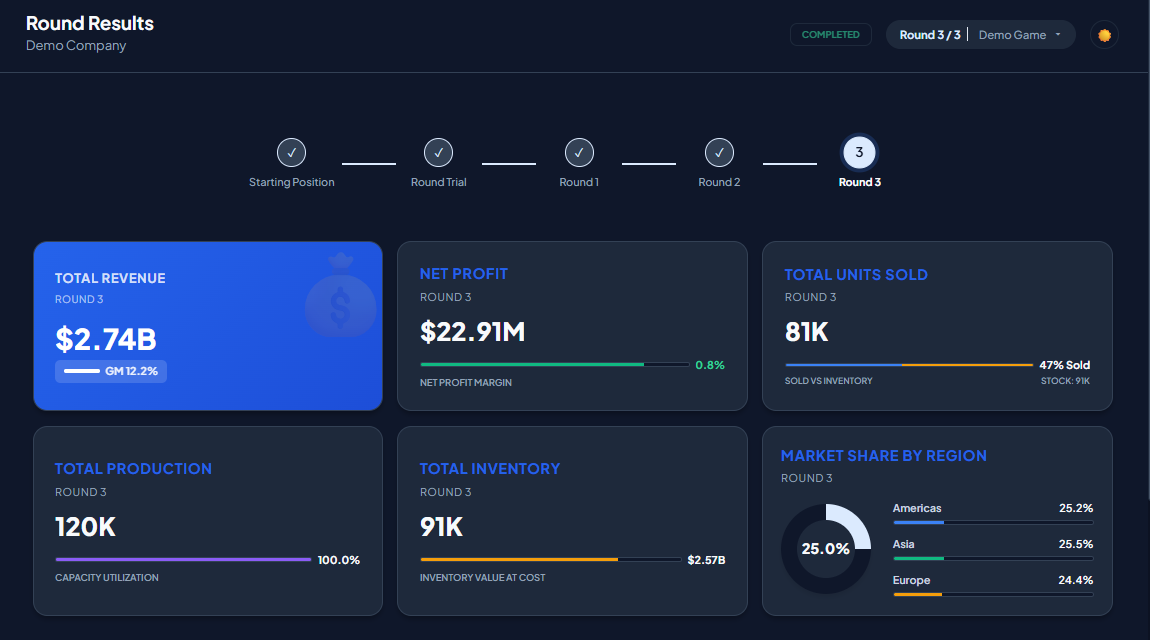 Round Results
Demo Company
COMPLETED
Round 3 / 3
Demo Game
✓
✓
✓
✓
3
Starting Position
Round Trial
Round 1
Round 2
Round 3
TOTAL REVENUE
ROUND 3
$2.74B
GM 12.2%
$
NET PROFIT
ROUND 3
$22.91M
0.8%
NET PROFIT MARGIN
TOTAL UNITS SOLD
ROUND 3
81K
47% Sold
SOLD VS INVENTORY
STOCK: 91K
TOTAL PRODUCTION
ROUND 3
120K
100.0%
CAPACITY UTILIZATION
TOTAL INVENTORY
ROUND 3
91K
$2.57B
INVENTORY VALUE AT COST
MARKET SHARE BY REGION
ROUND 3
25.0%
Americas 25.2%
Asia 25.5%
Europe 24.4%